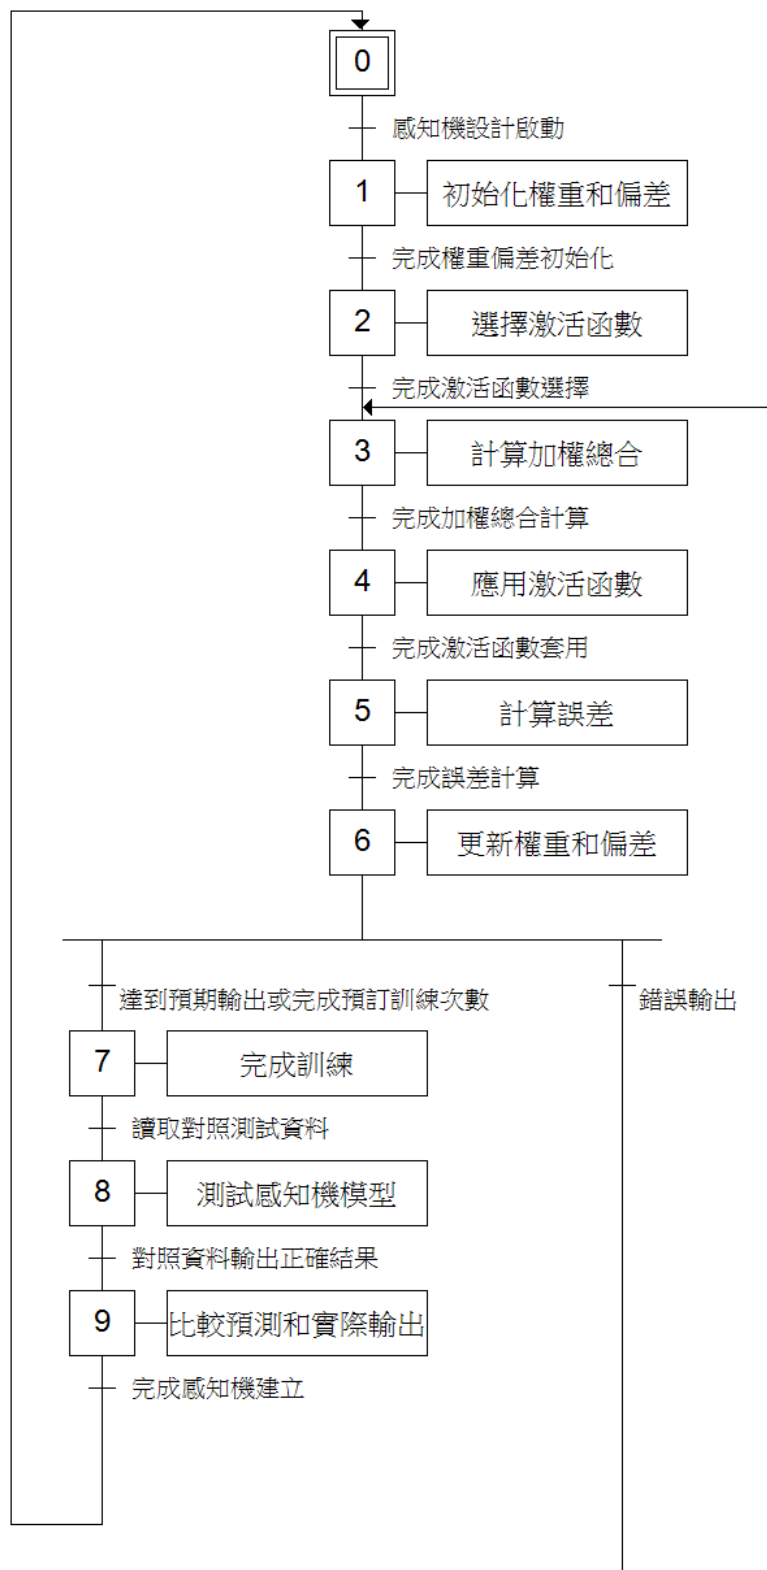 0
感知機設計啟動
1
初始化權重和偏差
完成權重偏差初始化
2
選擇激活函數
完成激活函數選擇
3
計算加權總合
完成加權總合計算
4
應用激活函數
完成激活函數套用
5
計算誤差
完成誤差計算
6
更新權重和偏差
達到預期輸出或完成預訂訓練次數
錯誤輸出
7
完成訓練
讀取對照測試資料
8
測試感知機模型
對照資料輸出正確結果
9
比較預測和實際輸出
完成感知機建立